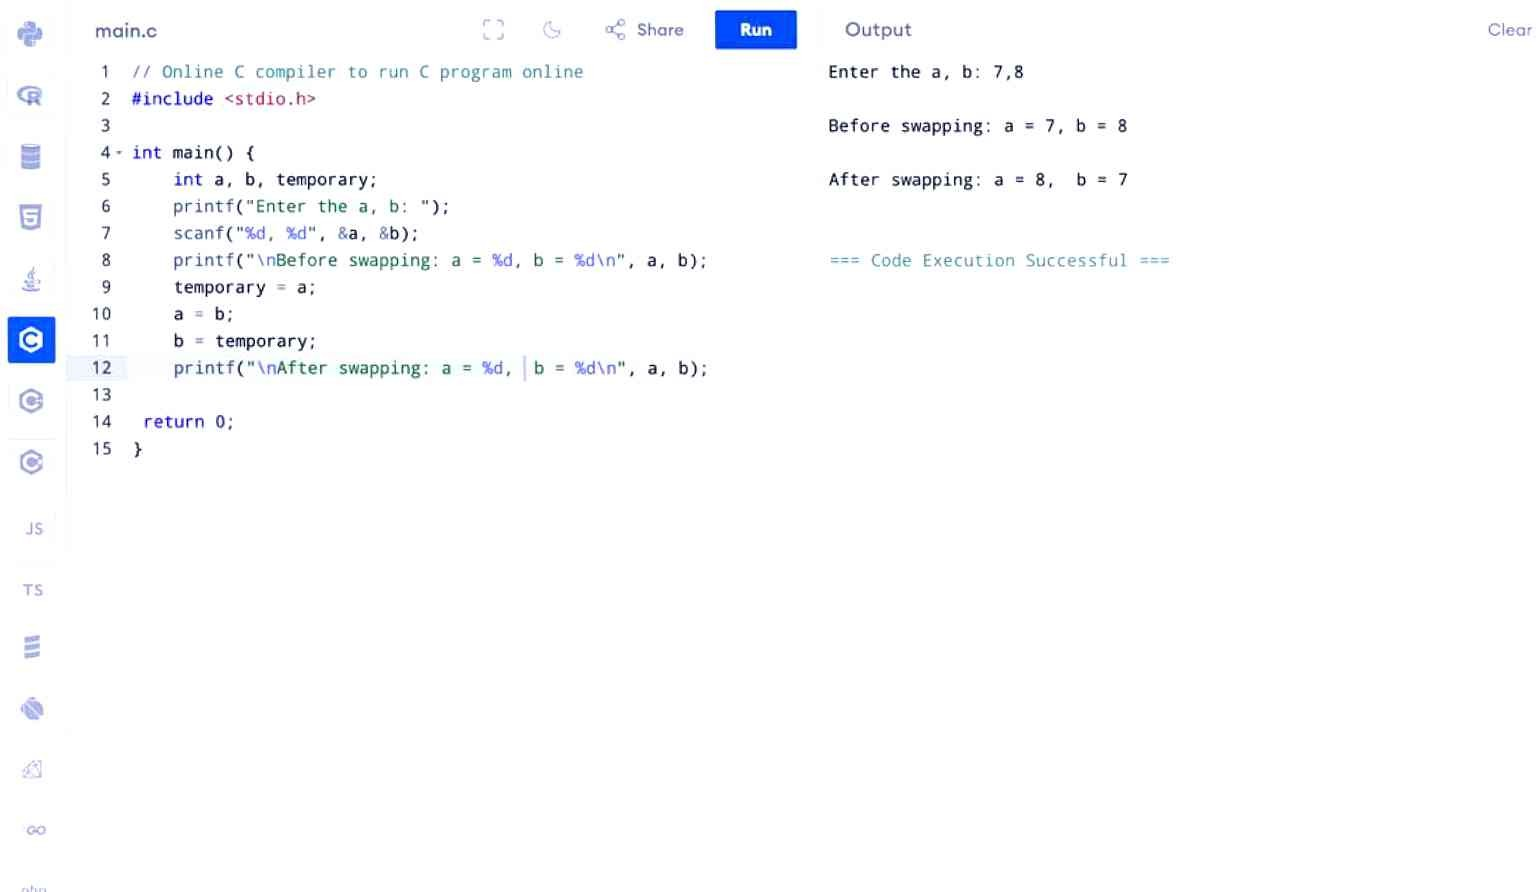 main.c
Share
Run
Output
Clear
1 // Online C compiler to run C program online
2 #include <stdio.h>
3
4 int main() {
5     int a, b, temporary;
6     printf("Enter the a, b: ");
7     scanf("%d, %d", &a, &b);
8     printf("\nBefore swapping: a = %d, b = %d\n", a, b);
9     temporary = a;
10     a = b;
11     b = temporary;
12     printf("\nAfter swapping: a = %d,  b = %d\n", a, b);
13
14  return 0;
15 }
Enter the a, b: 7,8
Before swapping: a = 7, b = 8
After swapping: a = 8,  b = 7
=== Code Execution Successful ===
JS
TS
GO
php